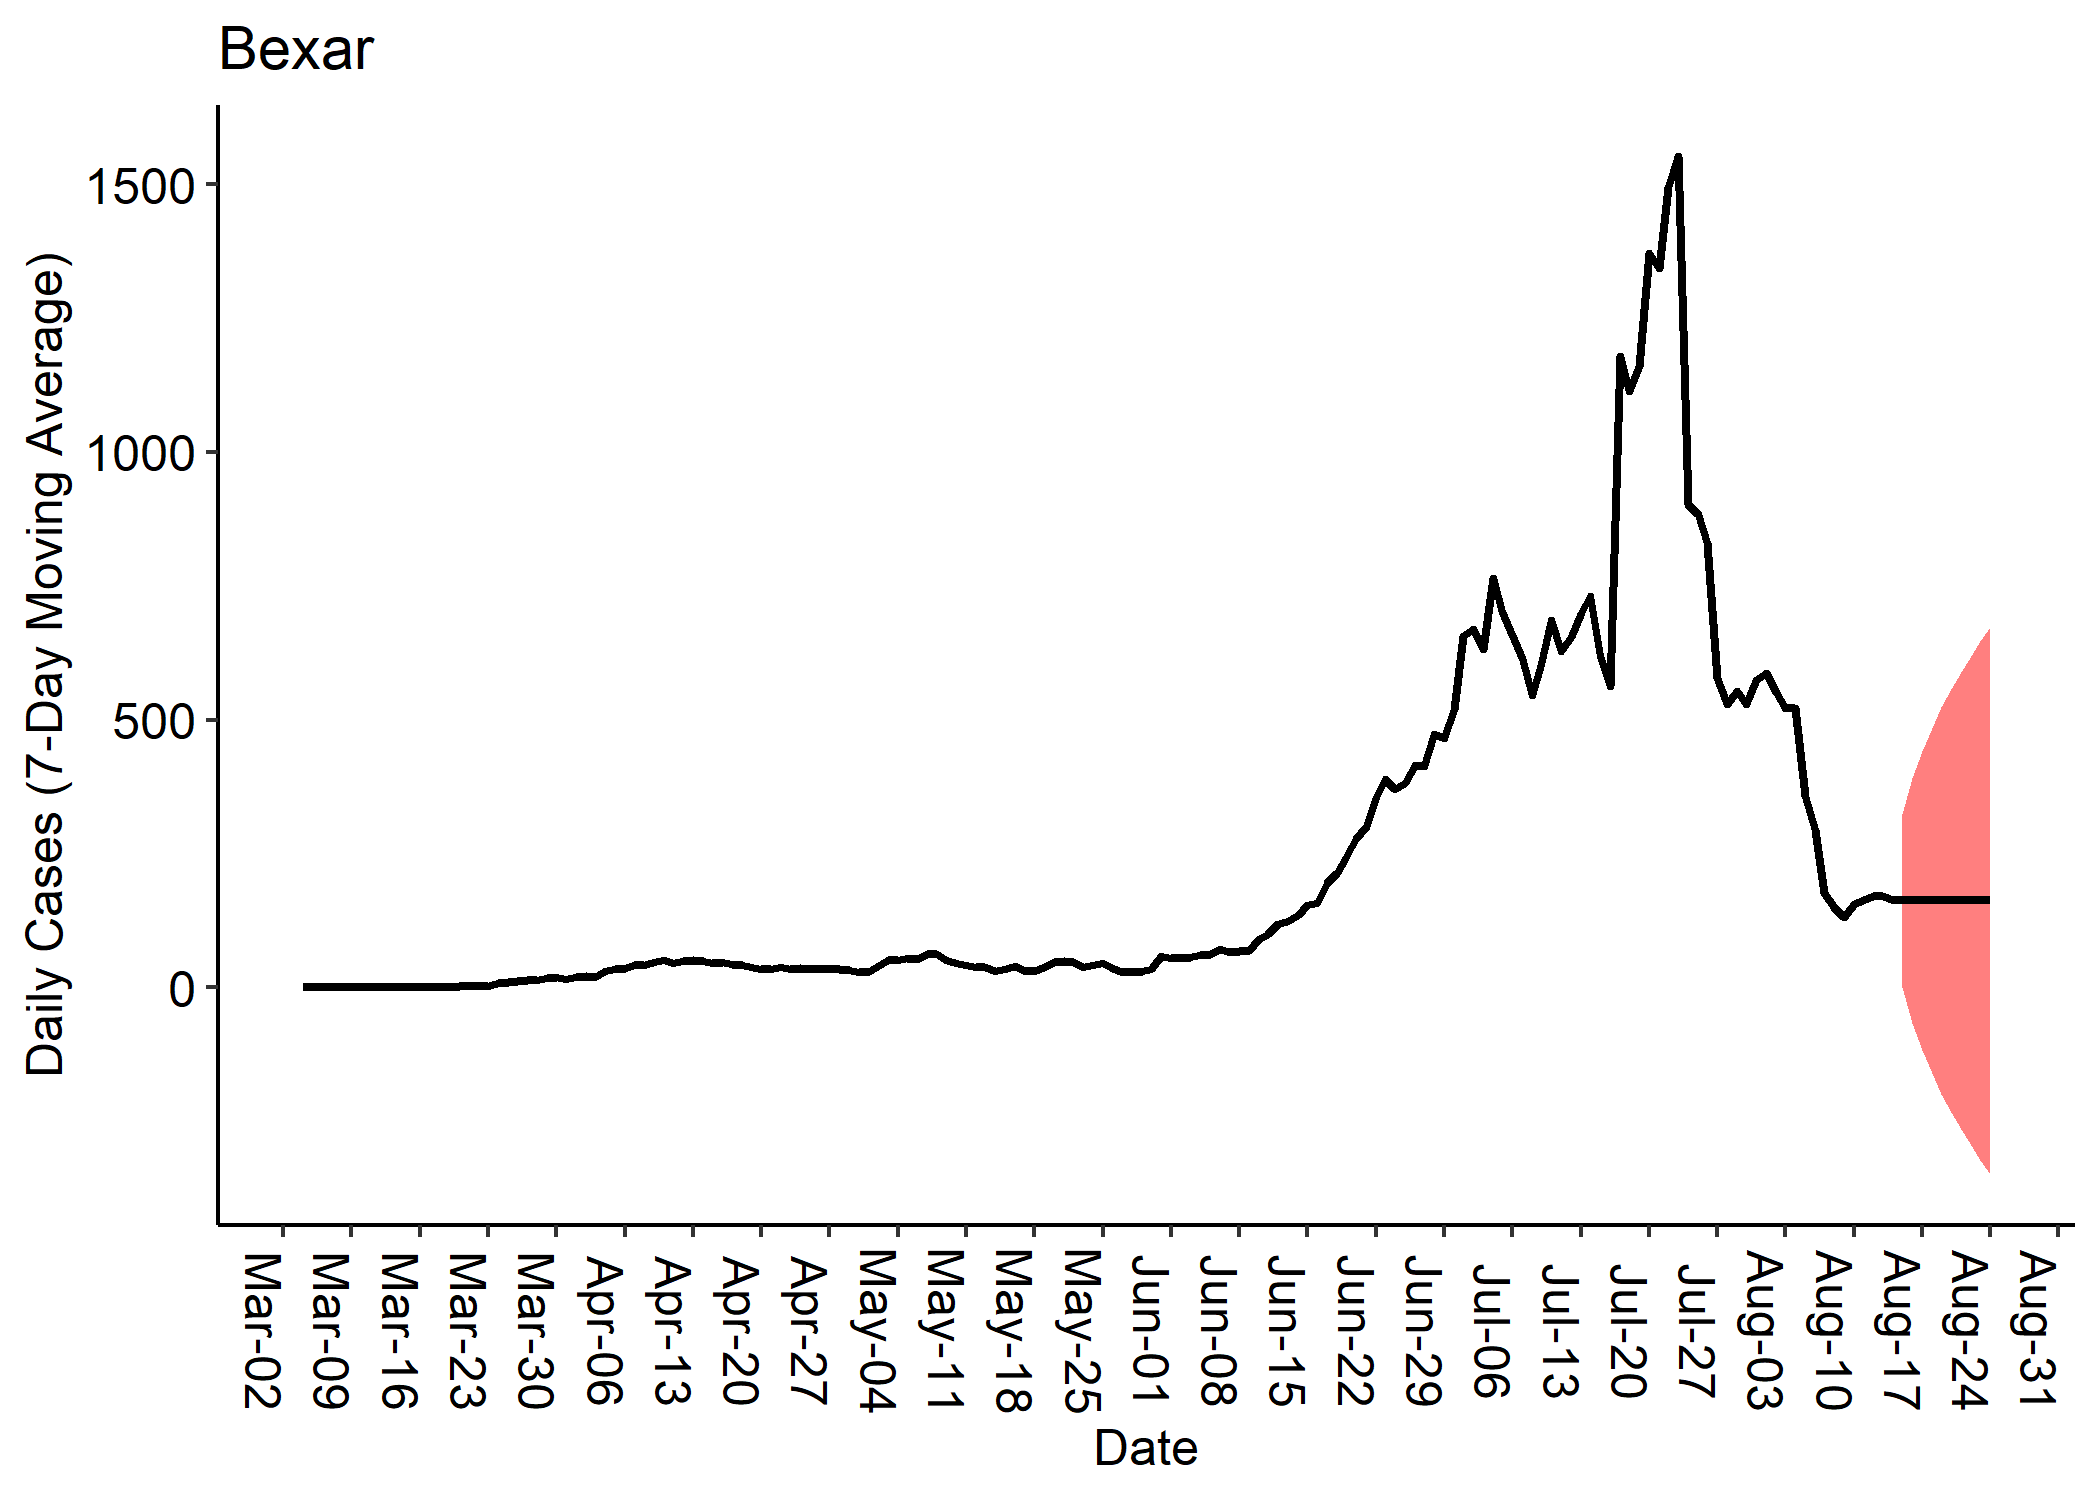 Bexar
Daily Cases (7-Day Moving Average)
1500
1000
500
0
Mar-02
Mar-09
Mar-16
Mar-23
Mar-30
Apr-06
Apr-13
Apr-20
Apr-27
May-04
May-11
May-18
May-25
Jun-01
Jun-08
Jun-15
Jun-22
Jun-29
Jul-06
Jul-13
Jul-20
Jul-27
Aug-03
Aug-10
Aug-17
Aug-24
Aug-31
Date